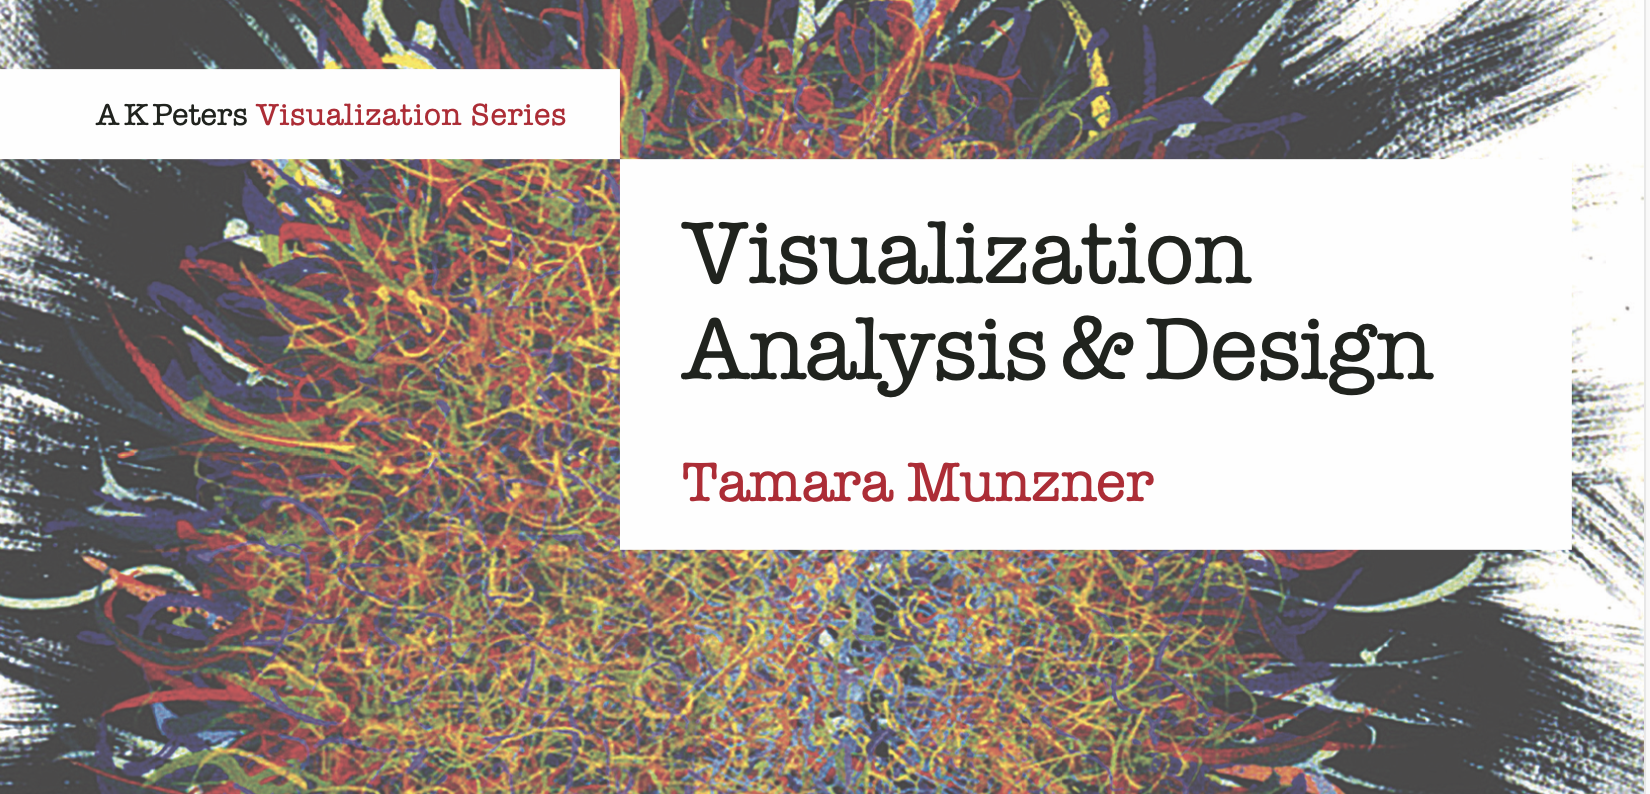 A K Peters Visualization Series
Visualization
Analysis & Design
Tamara Munzner